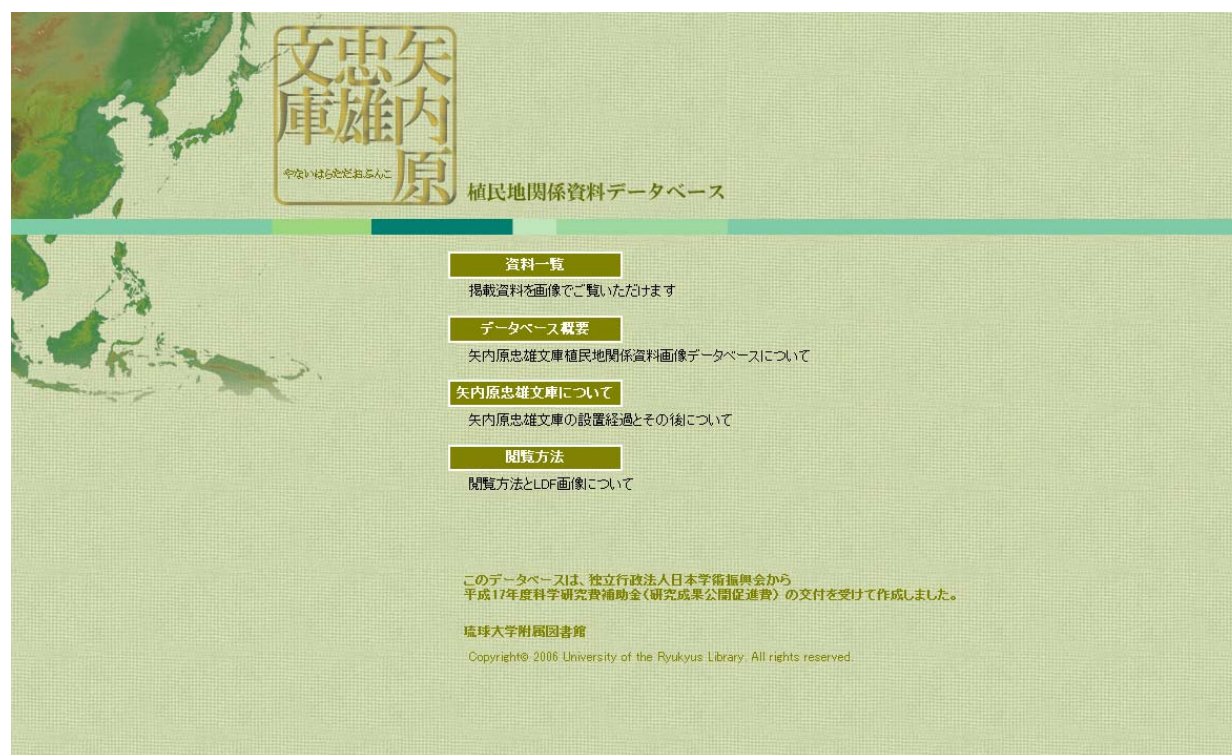 矢内原
忠雄
文庫
やないはらただおぶんこ
植民地関係資料データベース
資料一覧
掲載資料を画像でご覧いただけます
データベース概要
矢内原忠雄文庫植民地関係資料画像データベースについて
矢内原忠雄文庫について
矢内原忠雄文庫の設置経過とその後について
閲覧方法
閲覧方法とLDF画像について
このデータベースは、独立行政法人日本学術振興会から
平成17年度科学研究費補助金（研究成果公開促進費）の交付を受けて作成しました。
琉球大学附属図書館
Copyright© 2006 University of the Ryukyus Library. All rights reserved.